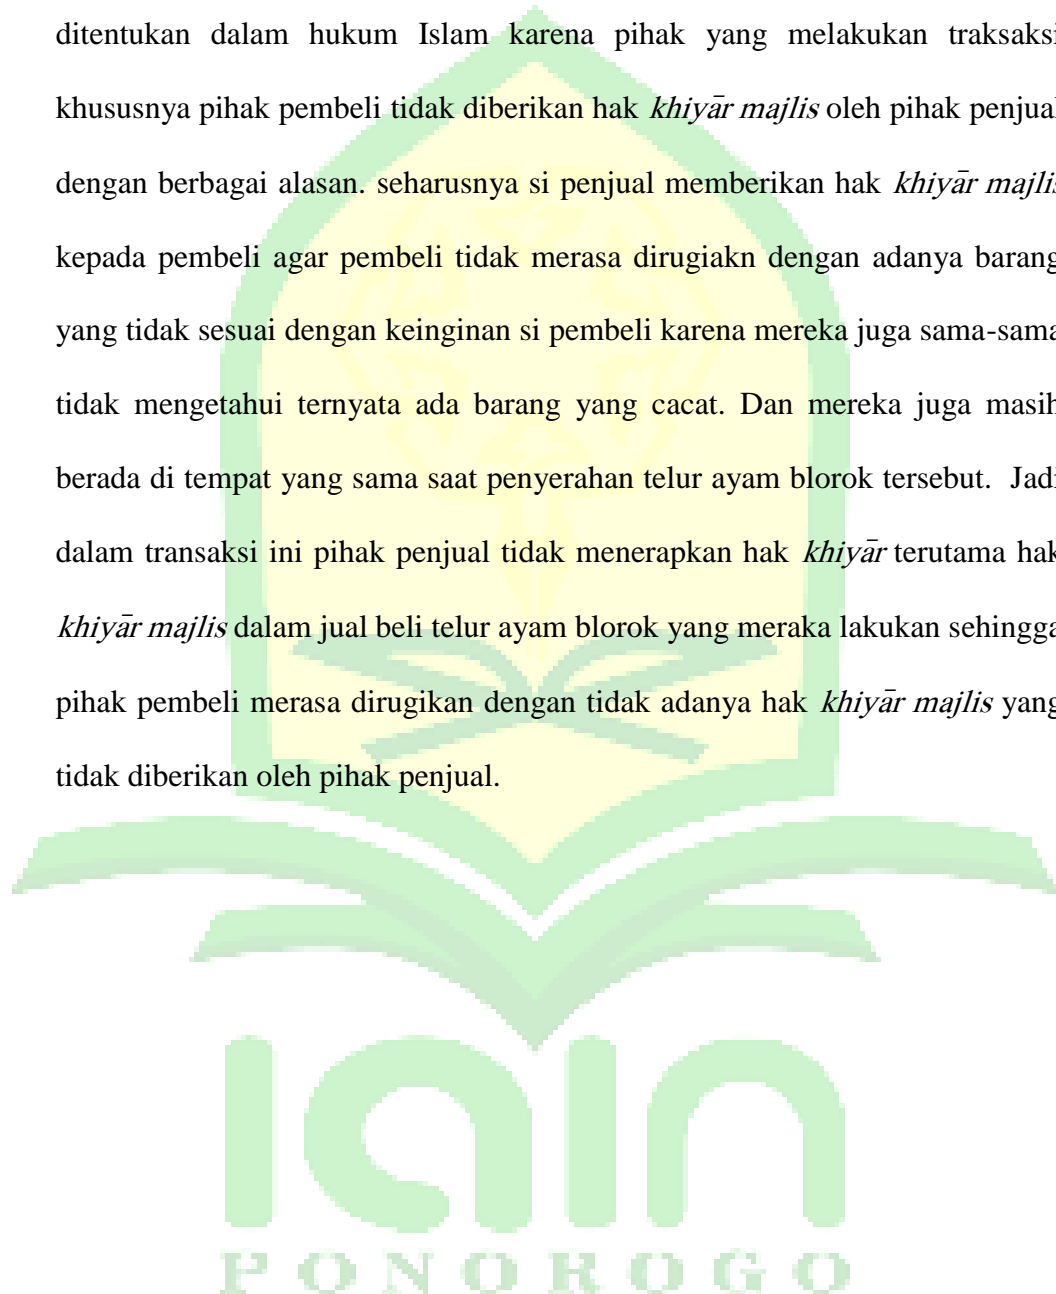 ditentukan dalam hukum Islam karena pihak yang melakukan traksaksi
khususnya pihak pembeli tidak diberikan hak khiyār majlis oleh pihak penjual
dengan berbagai alasan. seharusnya si penjual memberikan hak khiyār majlis
kepada pembeli agar pembeli tidak merasa dirugiakn dengan adanya barang
yang tidak sesuai dengan keinginan si pembeli karena mereka juga sama-sama
tidak mengetahui ternyata ada barang yang cacat. Dan mereka juga masih
berada di tempat yang sama saat penyerahan telur ayam blorok tersebut. Jadi
dalam transaksi ini pihak penjual tidak menerapkan hak khiyār terutama hak
khiyār majlis dalam jual beli telur ayam blorok yang meraka lakukan sehingga
pihak pembeli merasa dirugikan dengan tidak adanya hak khiyār majlis yang
tidak diberikan oleh pihak penjual.
iain
PONOROGO